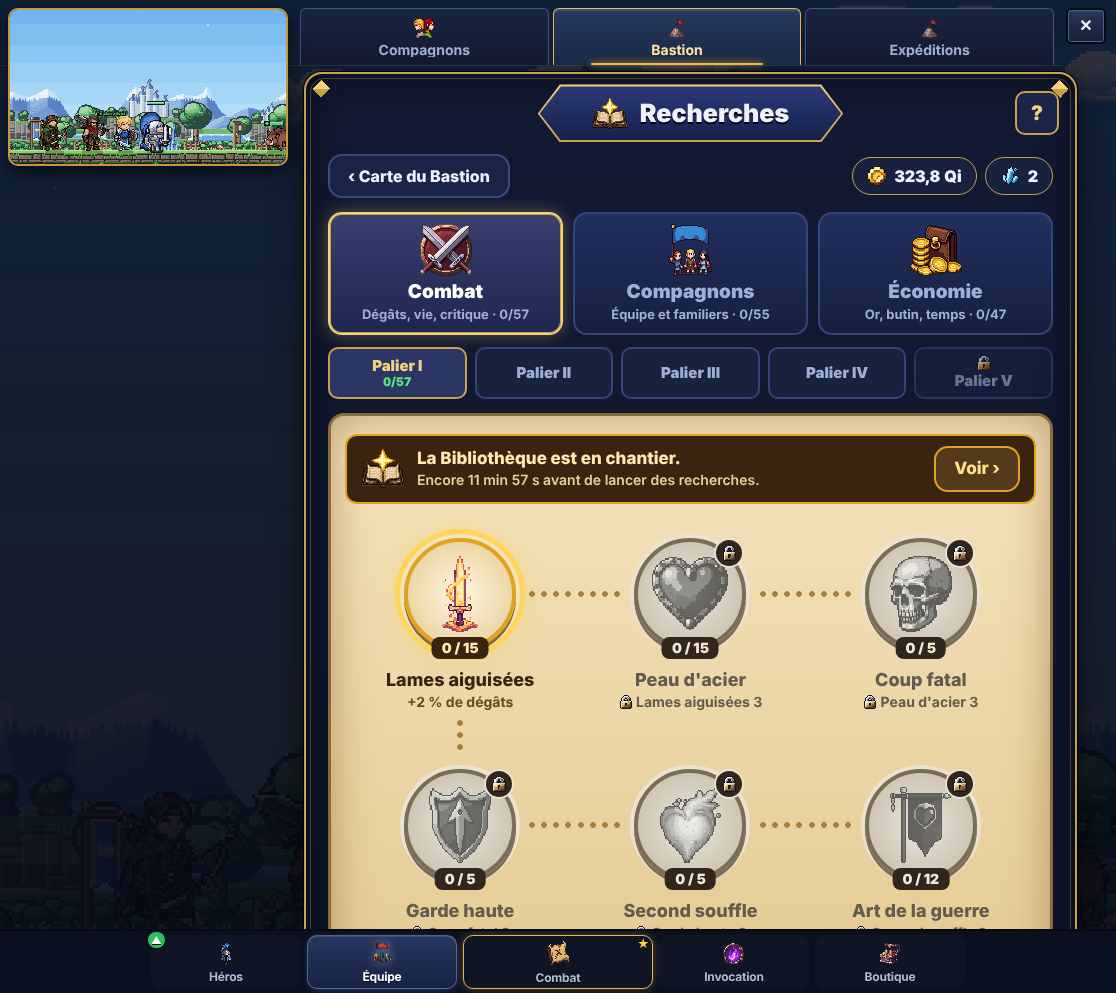 Compagnons
Bastion
Expéditions
×
Recherches
?
‹ Carte du Bastion
323,8 Qi
2
Combat
Dégâts, vie, critique · 0/57
Compagnons
Équipe et familiers · 0/55
Économie
Or, butin, temps · 0/47
Palier I
0/57
Palier II
Palier III
Palier IV
Palier V
La Bibliothèque est en chantier.
Encore 11 min 57 s avant de lancer des recherches.
Voir ›
0 / 15
0 / 15
0 / 5
Lames aiguisées
Peau d'acier
Coup fatal
+2 % de dégâts
Lames aiguisées 3
Peau d'acier 3
0 / 5
0 / 5
0 / 12
Garde haute
Second souffle
Art de la guerre
Héros
Équipe
Combat
Invocation
Boutique